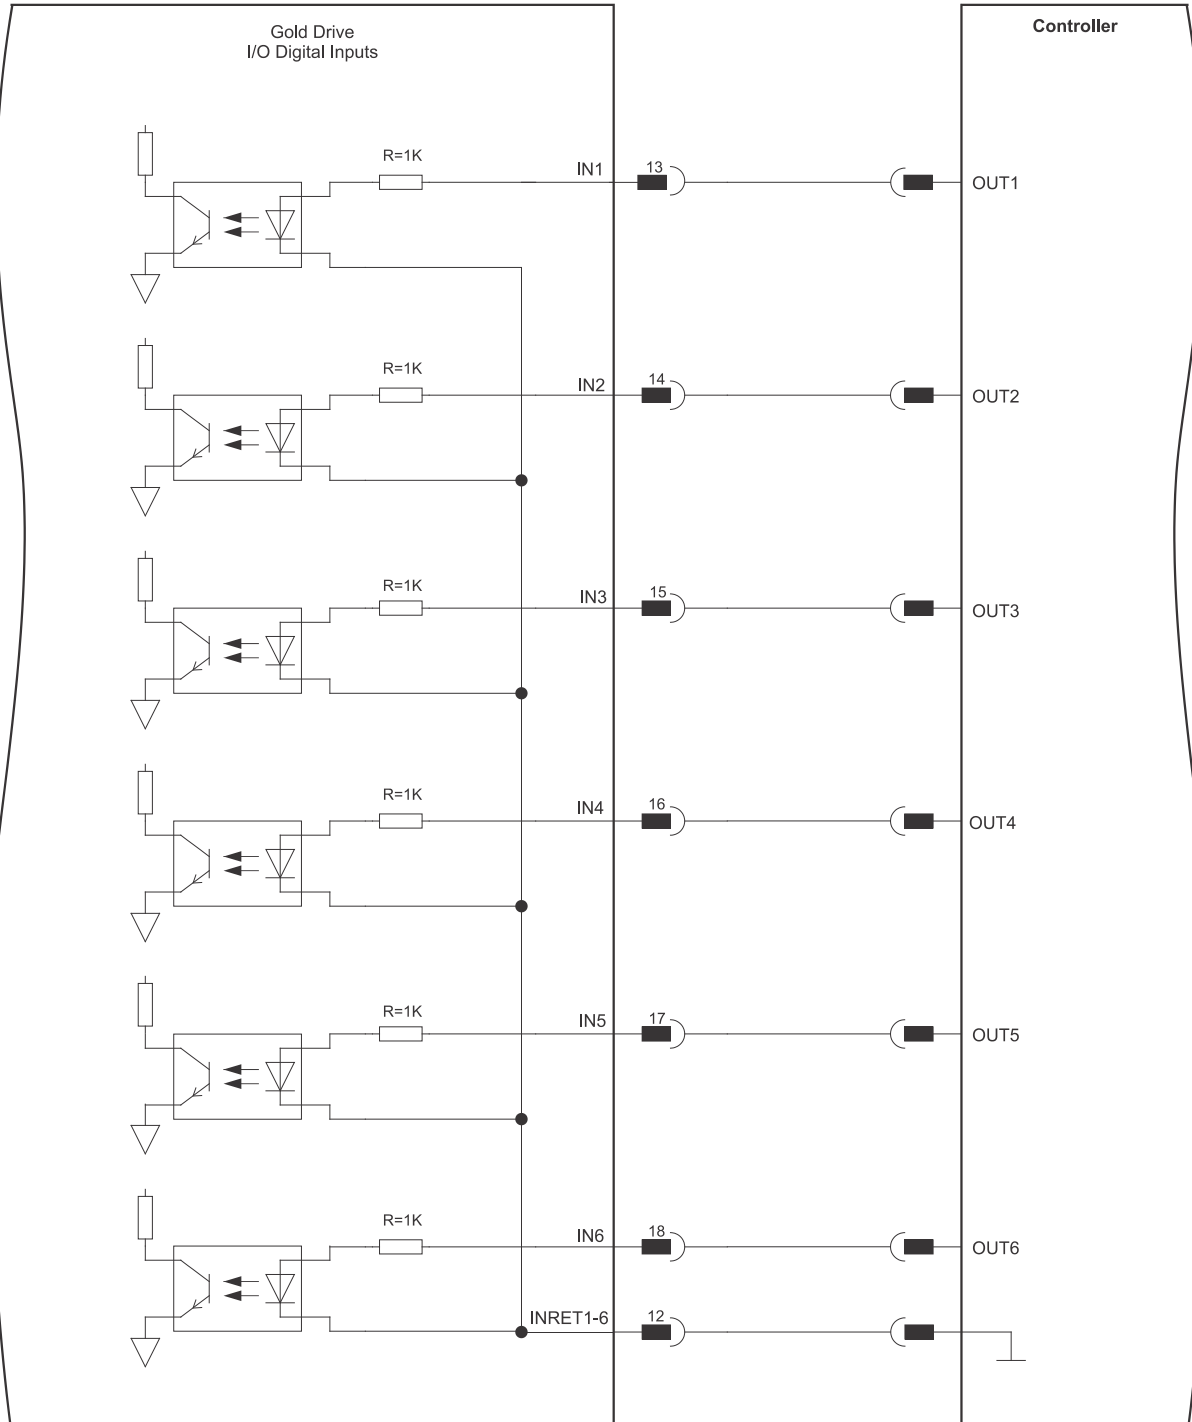 Gold Drive
I/O Digital Inputs
Controller
R=1K
IN1
13
OUT1
R=1K
IN2
14
OUT2
R=1K
IN3
15
OUT3
R=1K
IN4
16
OUT4
R=1K
IN5
17
OUT5
R=1K
IN6
18
OUT6
INRET1-6
12